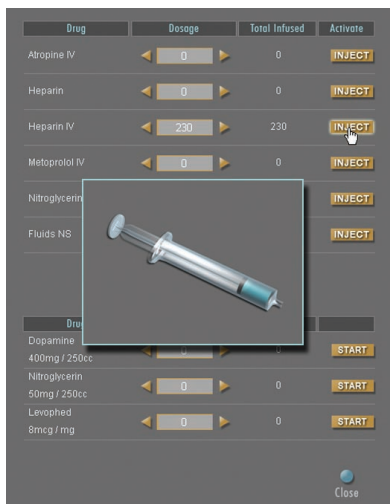 Drug Dosage Total Infused Activate
Atropine IV 0 0 INJECT
Heparin 0 0 INJECT
Heparin IV 230 230 INJECT
Metoprolol IV 0 0 INJECT
Nitroglycerin INJECT
Fluids NS INJECT
Dopamine
400mg / 250cc START
Nitroglycerin
50mg / 250cc 0 0 START
Levophed
8mcg / mg 0 0 START
Close